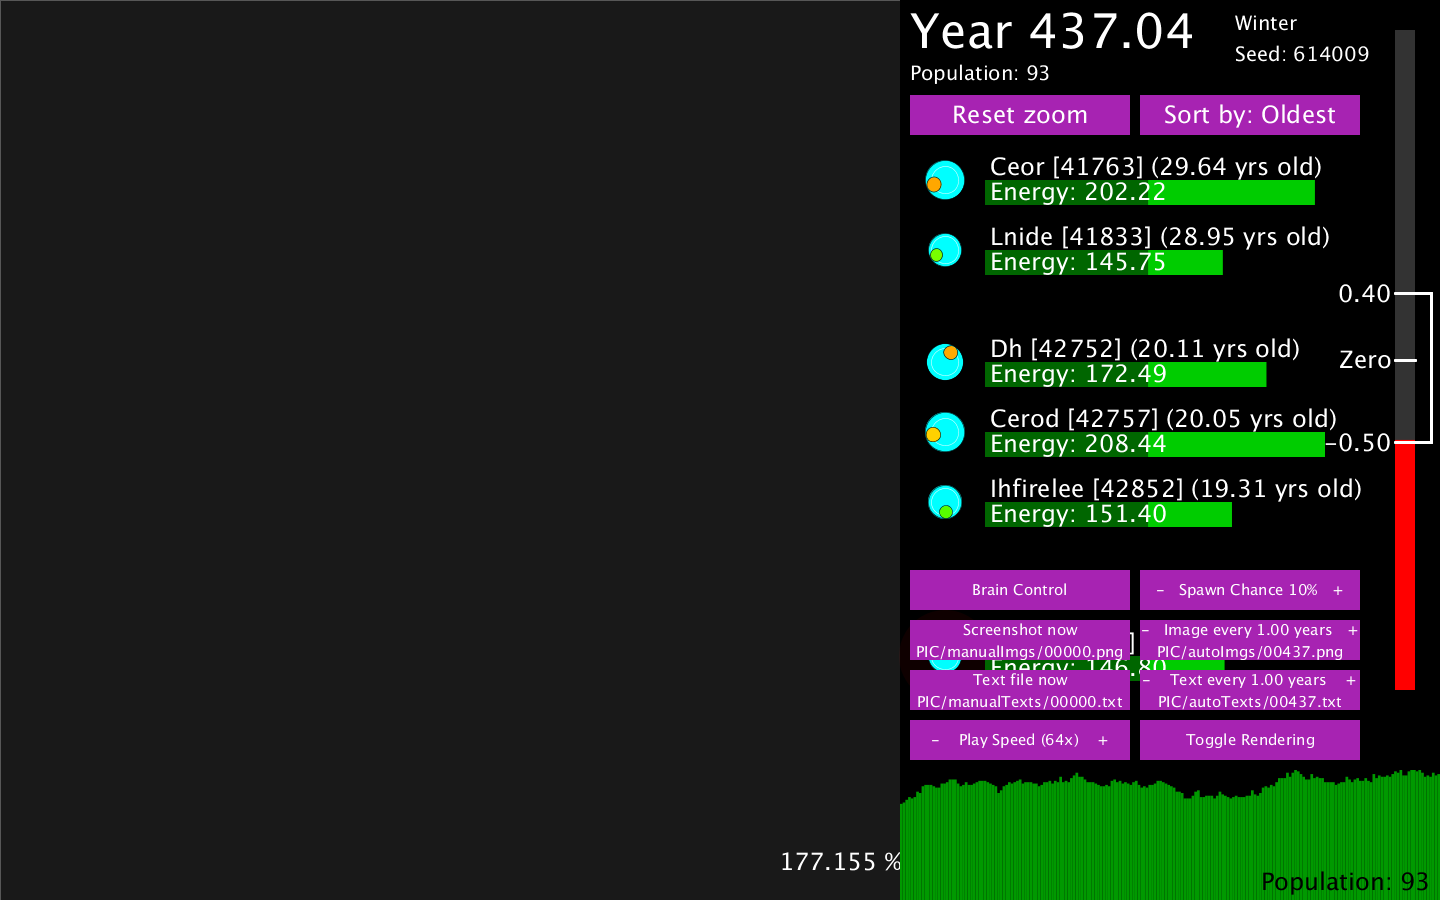 Year 437.04
Winter
Seed: 614009
Population: 93
Reset zoom
Sort by: Oldest
Ceor [41763] (29.64 yrs old)
Energy: 202.22
Lnide [41833] (28.95 yrs old)
Energy: 145.75
0.40
Dh [42752] (20.11 yrs old)
Zero
Energy: 172.49
Cerod [42757] (20.05 yrs old)
Energy: 208.44
-0.50
Ihfirelee [42852] (19.31 yrs old)
Energy: 151.40
Brain Control
- Spawn Chance 10% +
Screenshot now
PIC/manualImgs/00000.png
- Image every 1.00 years +
PIC/autoImgs/00437.png
]
Energy: 146.80
Text file now
PIC/manualTexts/00000.txt
- Text every 1.00 years +
PIC/autoTexts/00437.txt
- Play Speed (64x) +
Toggle Rendering
177.155 %
Population: 93